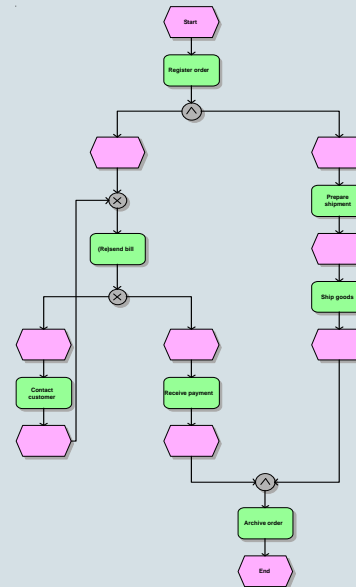 Start
Register order
Prepare
shipment
(Re)send bill
Ship goods
Contact
customer
Receive payment
Archive order
End